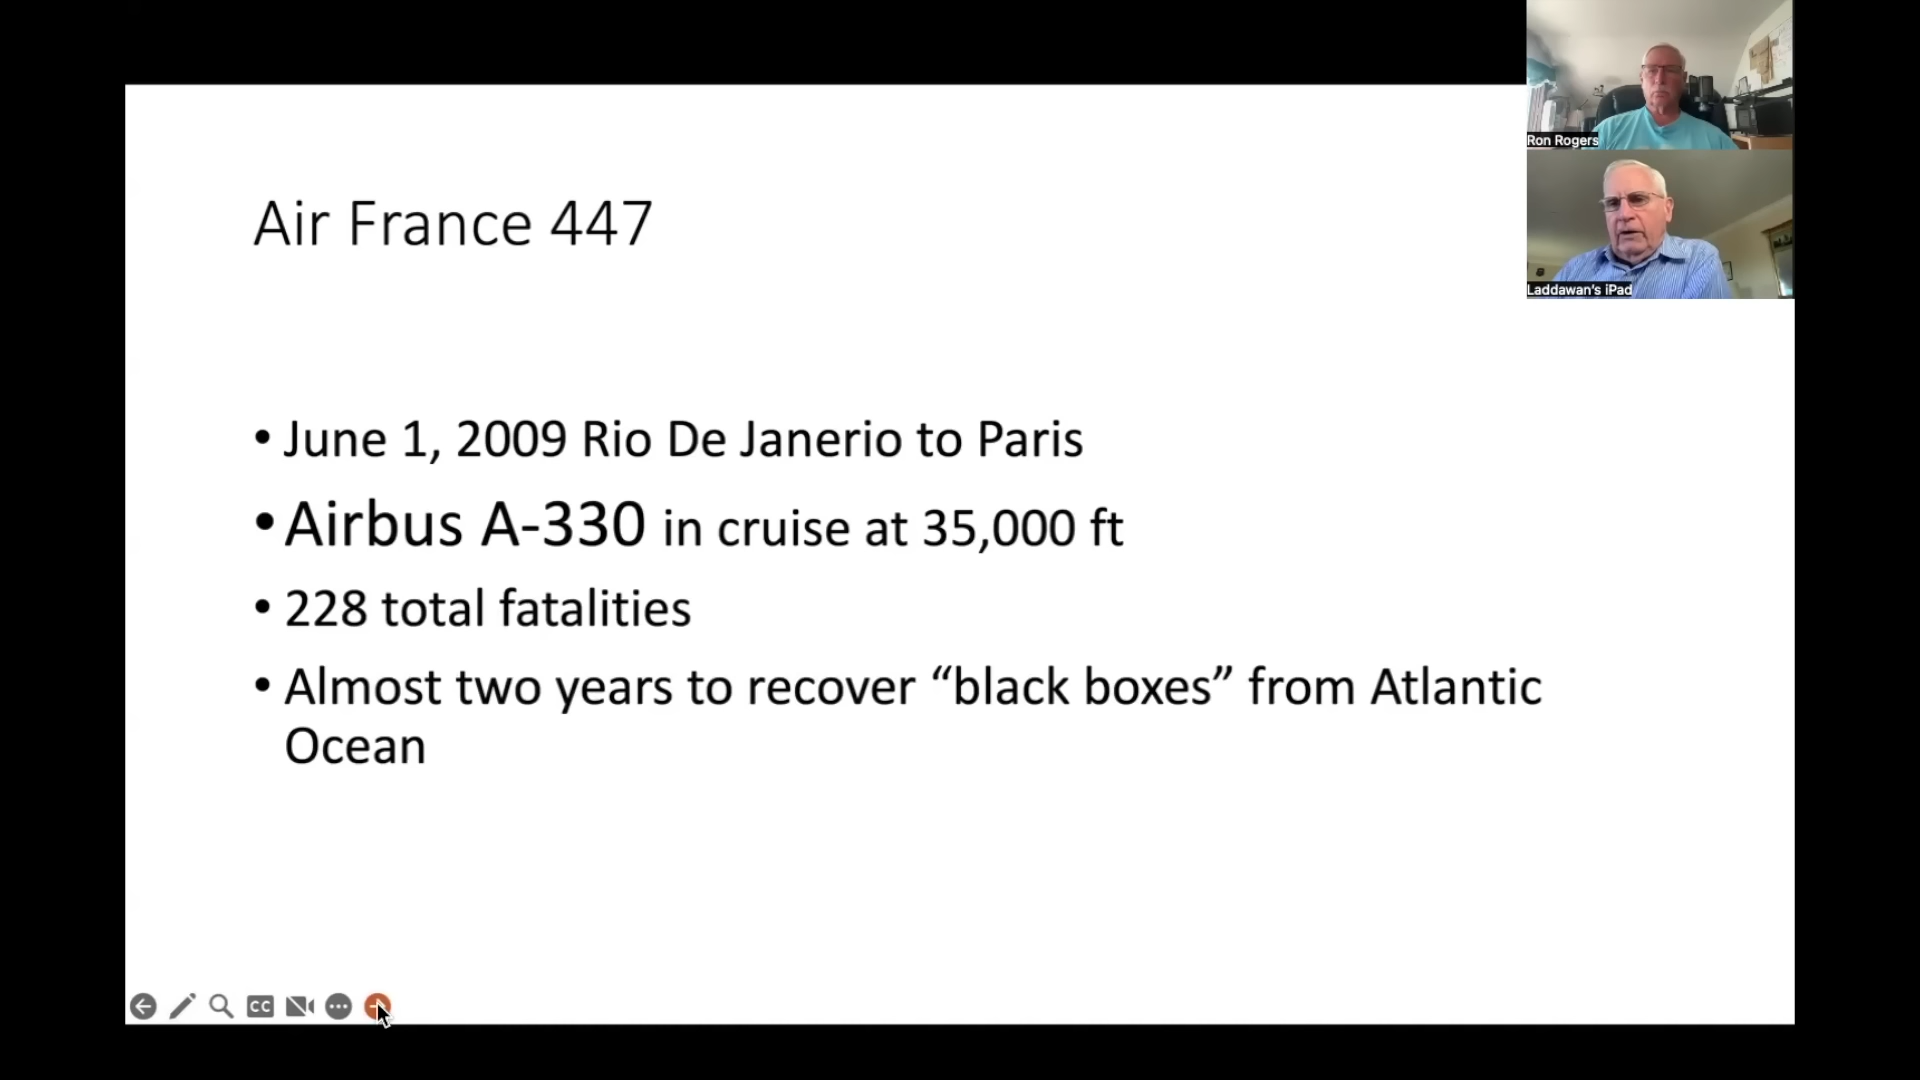 Ron Rogers
Laddawan's iPad
Air France 447
• June 1, 2009 Rio De Janerio to Paris
• Airbus A-330 in cruise at 35,000 ft
• 228 total fatalities
• Almost two years to recover “black boxes” from Atlantic
Ocean
CC